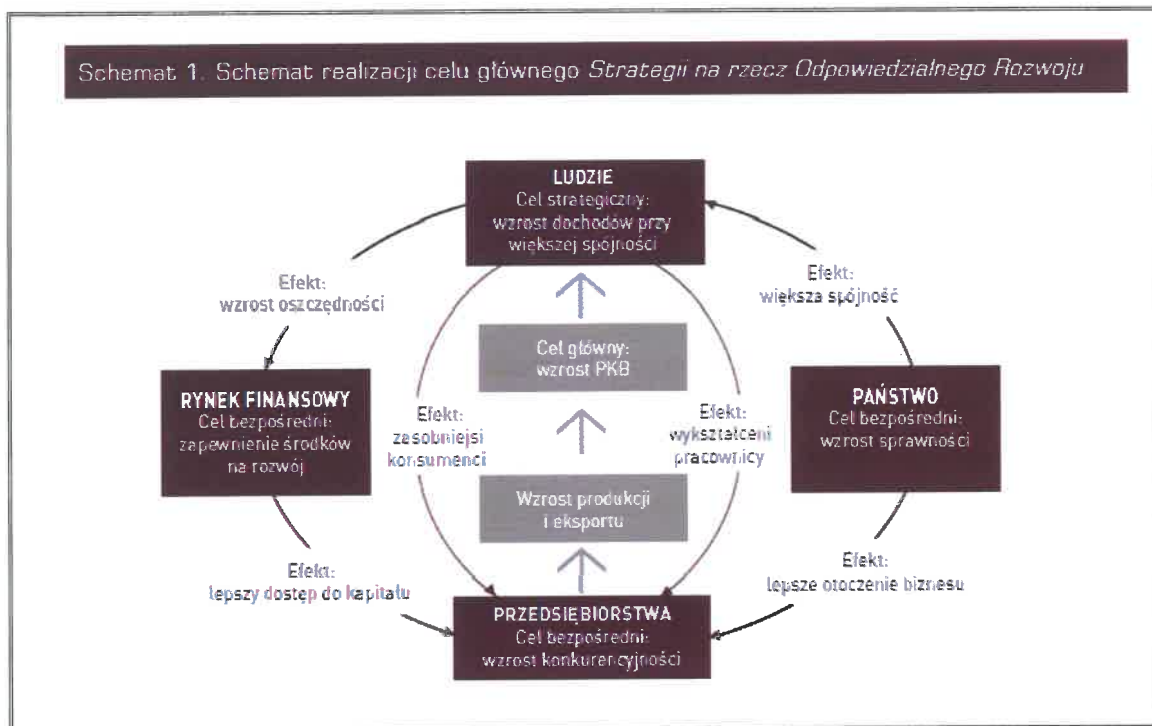 Schemat 1. Schemat realizacji celu głównego Strategii na rzecz Odpowiedzialnego Rozwoju
LUDZIE
Cel strategiczny:
wzrost dochodów przy
większej spójności
Efekt:
wzrost oszczędności
Efekt:
większa spójność
Cel główny:
wzrost PKB
RYNEK FINANSOWY
Cel bezpośredni:
zapewnienie środków
na rozwój
Efekt:
zasobniejsi
konsumenci
Efekt:
wykształceni
pracownicy
PAŃSTWO
Cel bezpośredni:
wzrost sprawności
Wzrost produkcji
i eksportu
Efekt:
lepszy dostęp do kapitału
Efekt:
lepsze otoczenie biznesu
PRZEDSIĘBIORSTWA
Cel bezpośredni:
wzrost konkurencyjności